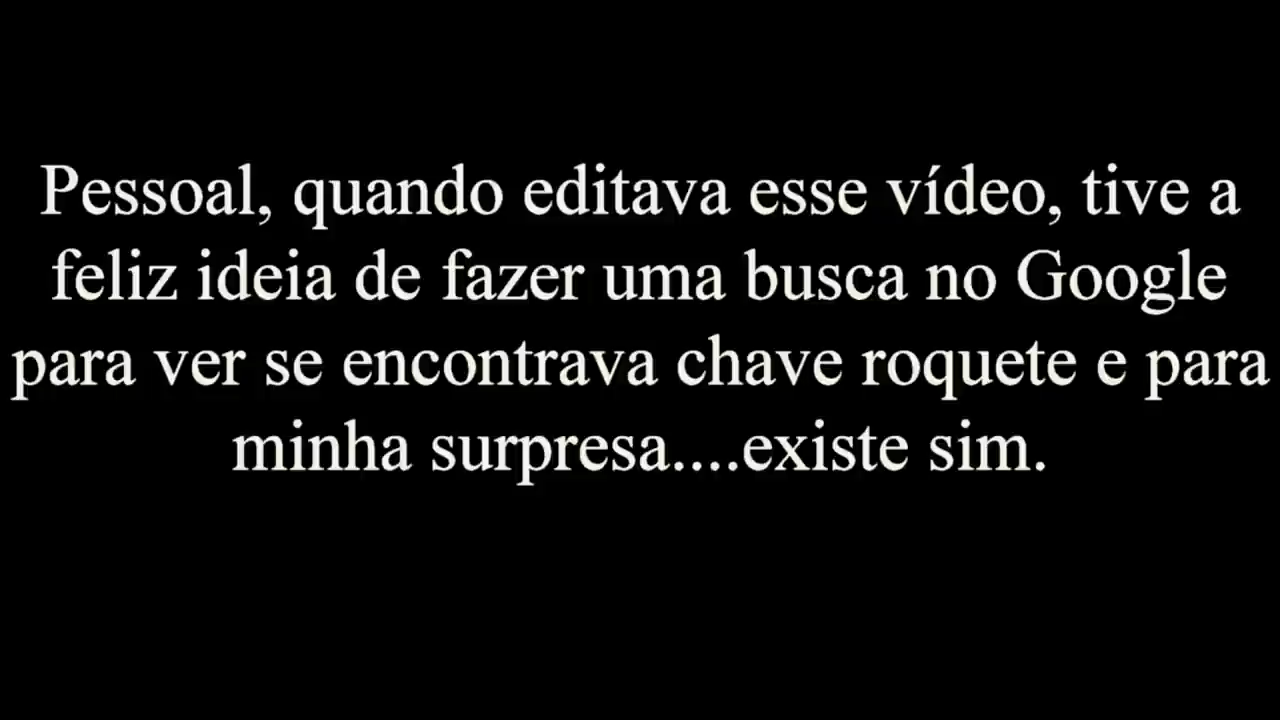 Pessoal, quando editava esse vídeo, tive a
feliz ideia de fazer uma busca no Google
para ver se encontrava chave roquete e para
minha surpresa....existe sim.